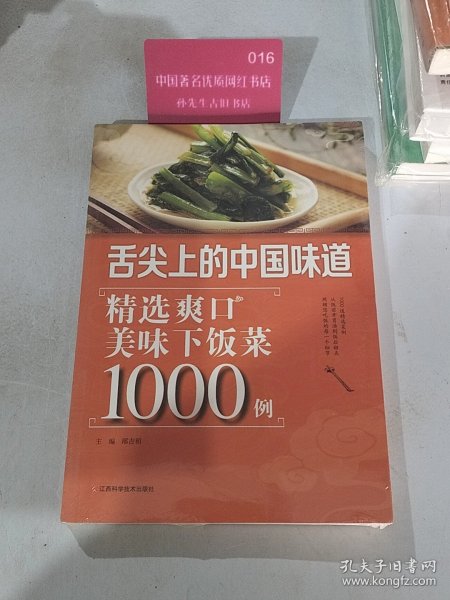 016
中国著名优质网红书店
孙先生古旧书店
舌尖上的中国味道
精选爽口
美味下饭菜
1000例
主编 邴吉和
江西科学技术出版社
孔夫子旧书网
www.kongfz.com